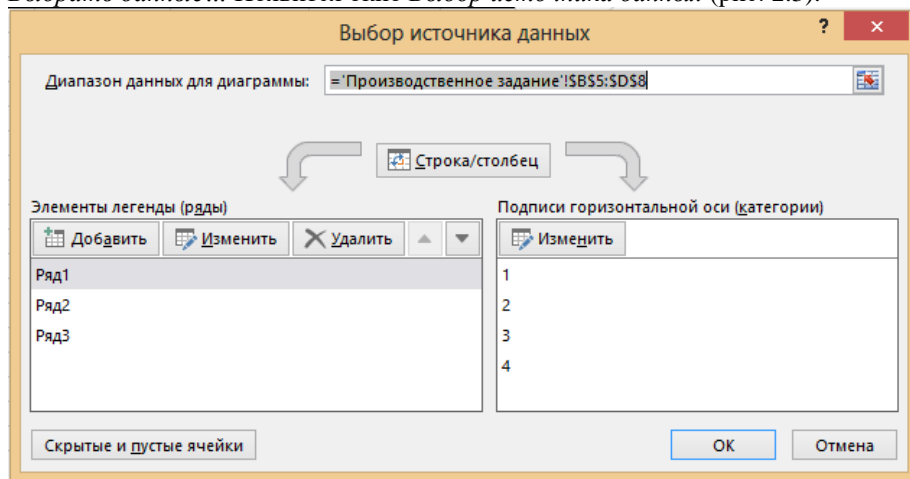 Выбор источника данных
? ×
Диапазон данных для диаграммы: ='Производственное задание'!$B$5:$D$8
Строка/столбец
Элементы легенды (ряды)
Добавить Изменить Удалить
Ряд1
Ряд2
Ряд3
Подписи горизонтальной оси (категории)
Изменить
1
2
3
4
Скрытые и пустые ячейки
ОК Отмена